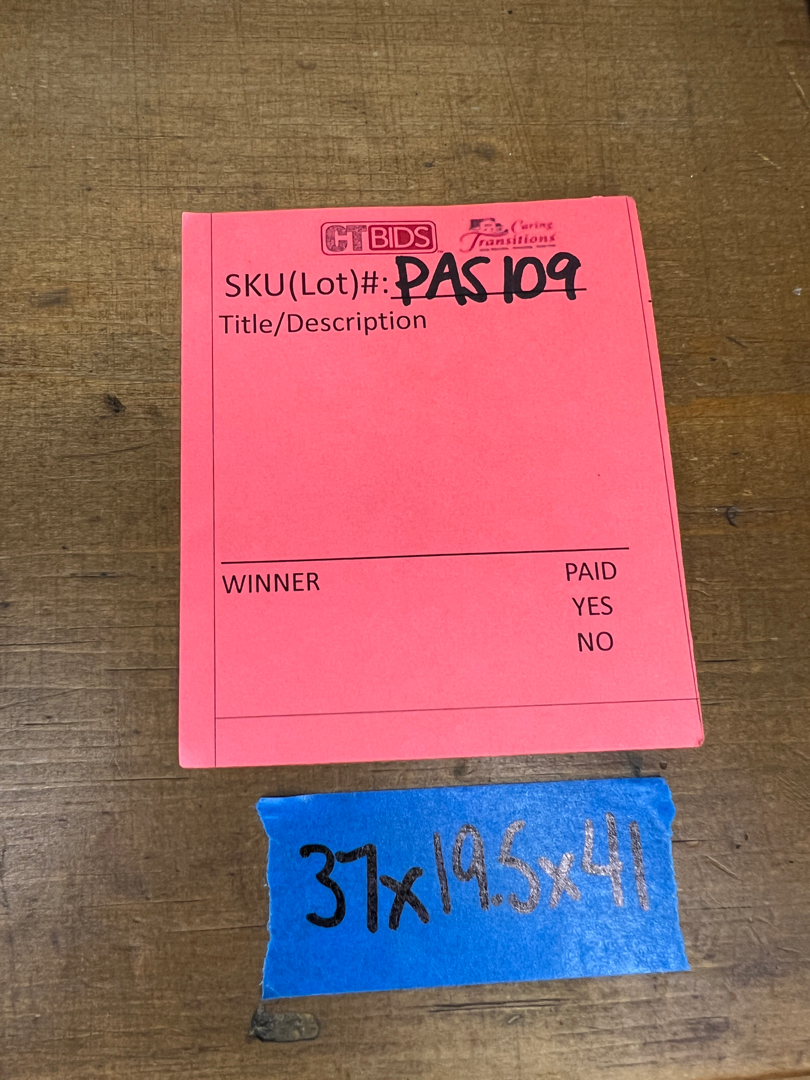 CTBIDS
Caring
Transitions
SKU(Lot)#: PAS109
Title/Description
WINNER
PAID
YES
NO
37x19.5x41